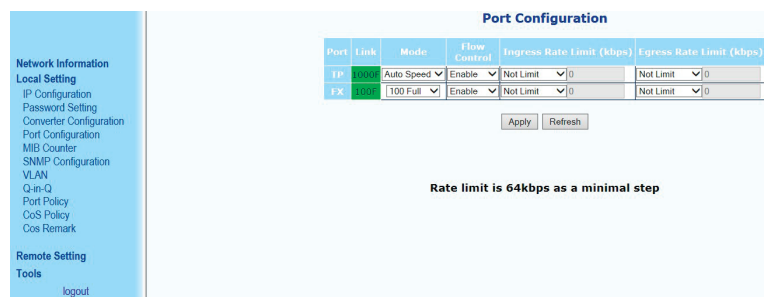 Port Configuration
Network Information
Local Setting
IP Configuration
Password Setting
Converter Configuration
Port Configuration
MIB Counter
SNMP Configuration
VLAN
Q-in-Q
Port Policy
CoS Policy
Cos Remark
Remote Setting
Tools
logout
Port Link Mode Flow Control Ingress Rate Limit (kbps) Egress Rate Limit (kbps)
TP 1000F Auto Speed Enable Not Limit 0 Not Limit 0
FX 100F 100 Full Enable Not Limit 0 Not Limit 0
Apply Refresh
Rate limit is 64kbps as a minimal step